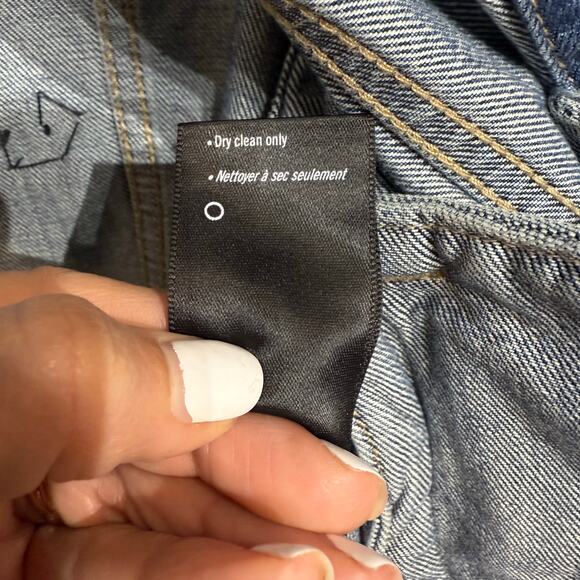 • Dry clean only
• Nettoyer à sec seulement